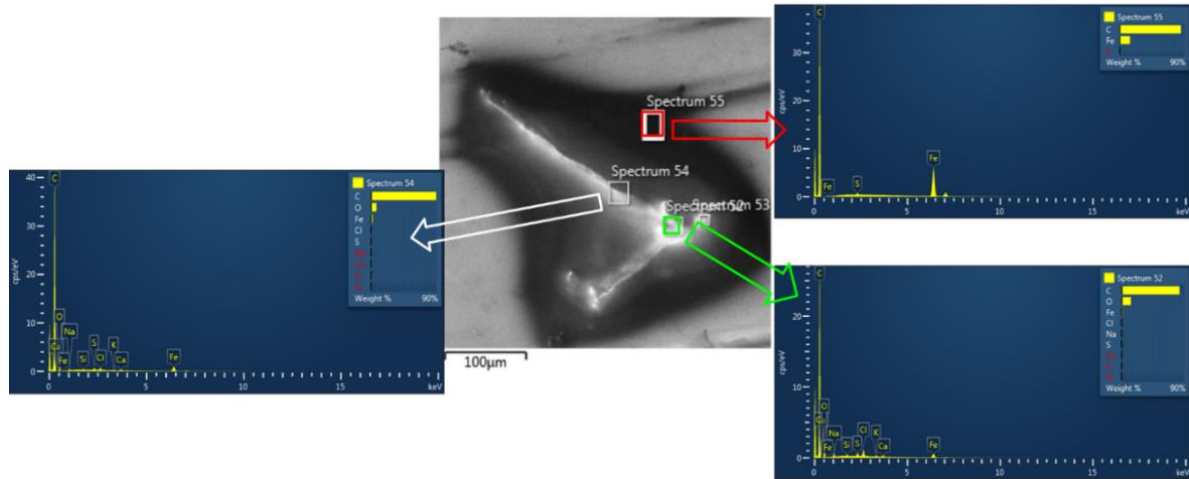 Spectrum 55
Spectrum 54
Spectrum 53
100µm
cps/eV
40
30
20
10
0
C
O
Na
Ca
Fe
Si
S
Cl
K
Ca
Fe
0
5
10
15
keV
Spectrum 54
C
O
Fe
Cl
S
Weight %
90%
cps/eV
30
20
10
0
C
Fe
S
Fe
0
5
10
15
keV
Spectrum 55
C
Fe
Weight %
90%
cps/eV
20
10
0
C
O
Fe
Na
Si
S
Cl
K
Ca
Fe
0
5
10
15
keV
Spectrum 52
C
O
Fe
Cl
Na
S
Weight %
90%